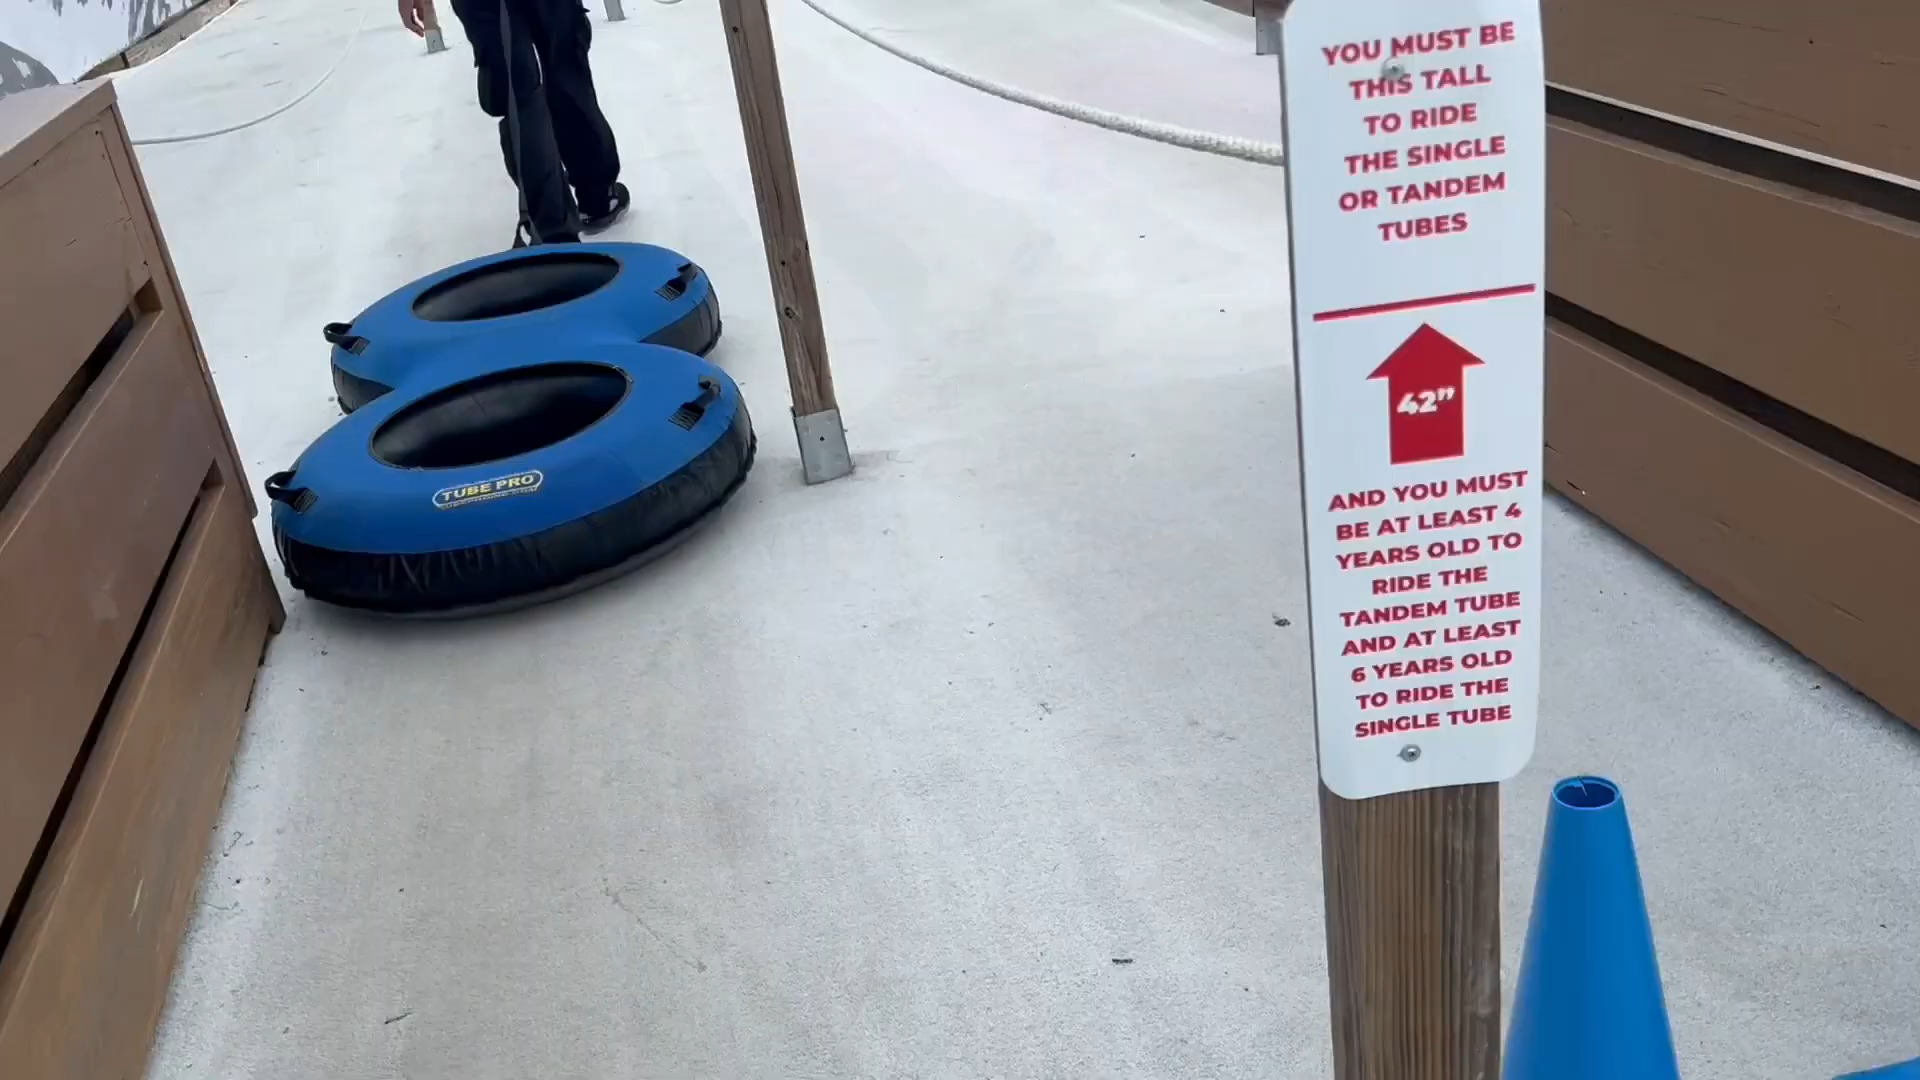 YOU MUST BE
THIS TALL
TO RIDE
THE SINGLE
OR TANDEM
TUBES
42”
AND YOU MUST
BE AT LEAST 4
YEARS OLD TO
RIDE THE
TANDEM TUBE
AND AT LEAST
6 YEARS OLD
TO RIDE THE
SINGLE TUBE
TUBE PRO